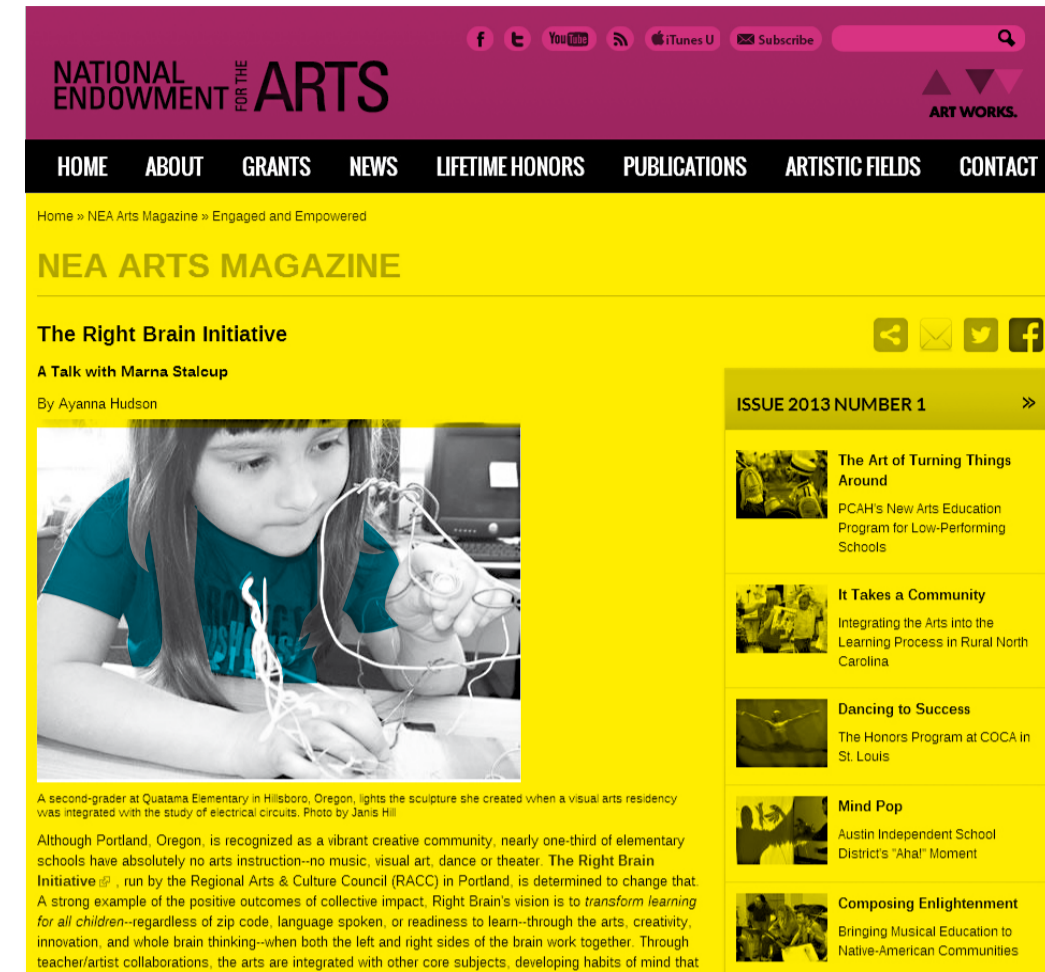 f t You Tube iTunes U Subscribe
NATIONAL
ENDOWMENT FOR THE ARTS
ART WORKS.
HOME ABOUT GRANTS NEWS LIFETIME HONORS PUBLICATIONS ARTISTIC FIELDS CONTACT
Home » NEA Arts Magazine » Engaged and Empowered
NEA ARTS MAGAZINE
The Right Brain Initiative
A Talk with Marna Stalcup
By Ayanna Hudson
A second-grader at Quatama Elementary in Hillsboro, Oregon, lights the sculpture she created when a visual arts residency
was integrated with the study of electrical circuits. Photo by Janis Hill
Although Portland, Oregon, is recognized as a vibrant creative community, nearly one-third of elementary
schools have absolutely no arts instruction--no music, visual art, dance or theater. The Right Brain
Initiative , run by the Regional Arts & Culture Council (RACC) in Portland, is determined to change that.
A strong example of the positive outcomes of collective impact, Right Brain's vision is to transform learning
for all children--regardless of zip code, language spoken, or readiness to learn--through the arts, creativity,
innovation, and whole brain thinking--when both the left and right sides of the brain work together. Through
teacher/artist collaborations, the arts are integrated with other core subjects, developing habits of mind that
ISSUE 2013 NUMBER 1 »
The Art of Turning Things
Around
PCAH's New Arts Education
Program for Low-Performing
Schools
It Takes a Community
Integrating the Arts into the
Learning Process in Rural North
Carolina
Dancing to Success
The Honors Program at COCA in
St. Louis
Mind Pop
Austin Independent School
District's "Aha!" Moment
Composing Enlightenment
Bringing Musical Education to
Native-American Communities